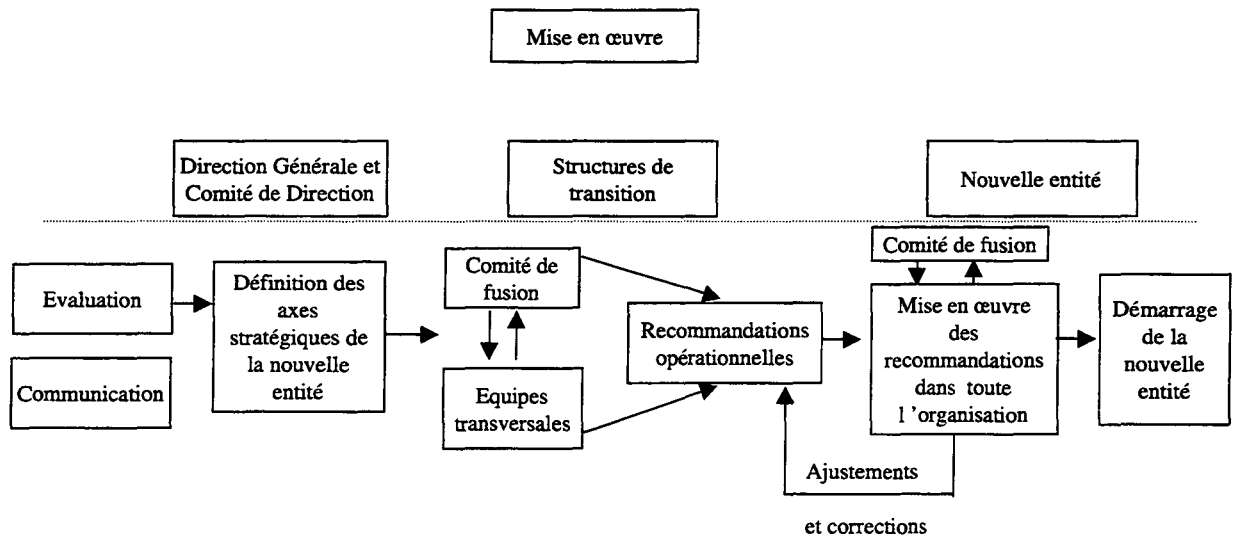 Mise en œuvre
Direction Générale et
Comité de Direction
Structures de
transition
Nouvelle entité
Evaluation
Communication
Définition des
axes
stratégiques de
la nouvelle
entité
Comité de
fusion
Equipes
transversales
Recommandations
opérationnelles
Comité de fusion
Mise en œuvre
des
recommandations
dans toute
l ’organisation
Démarrage
de la
nouvelle
entité
Ajustements
et corrections